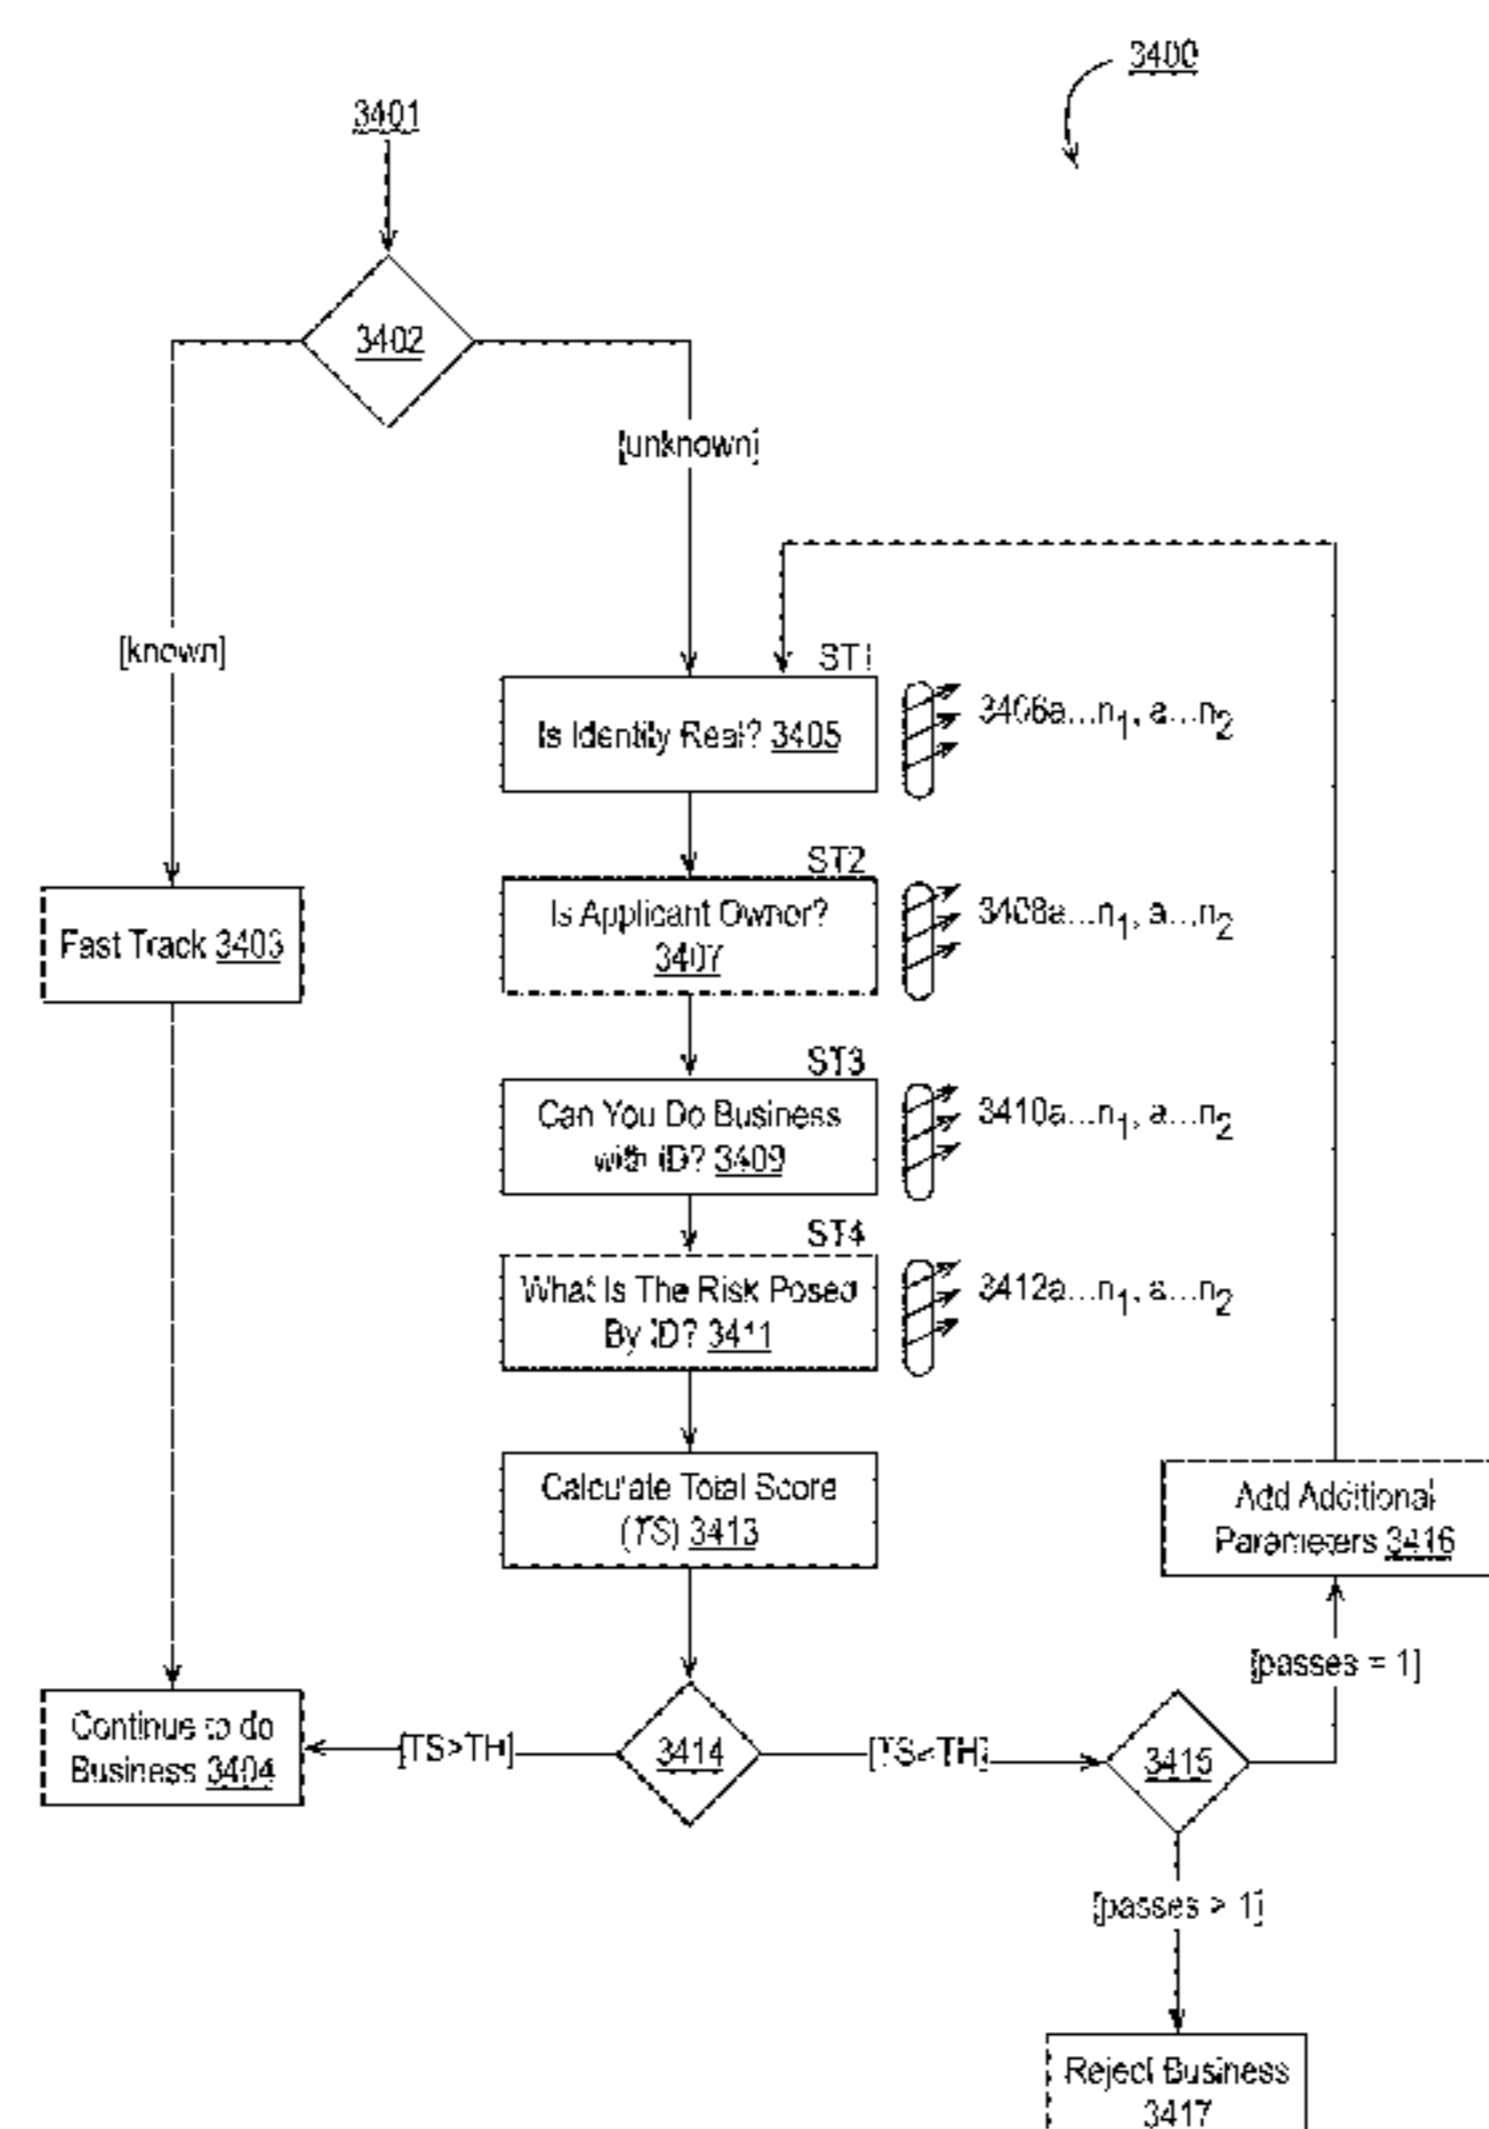 3400
3401
3402
[unknown]
[known]
ST1
Is Identity Real? 3405
3406a...n1, a...n2
ST2
Is Applicant Owner?
3407
3408a...n1, a...n2
Fast Track 3403
ST3
Can You Do Business
with ID? 3409
3410a...n1, a...n2
ST4
What Is The Risk Posed
By ID? 3411
3412a...n1, a...n2
Calculate Total Score
(TS) 3413
Add Additional
Parameters 3416
[passes = 1]
Continue to do
Business 3404
[TS>TH]
3414
[TS<TH]
3415
[passes > 1]
Reject Business
3417